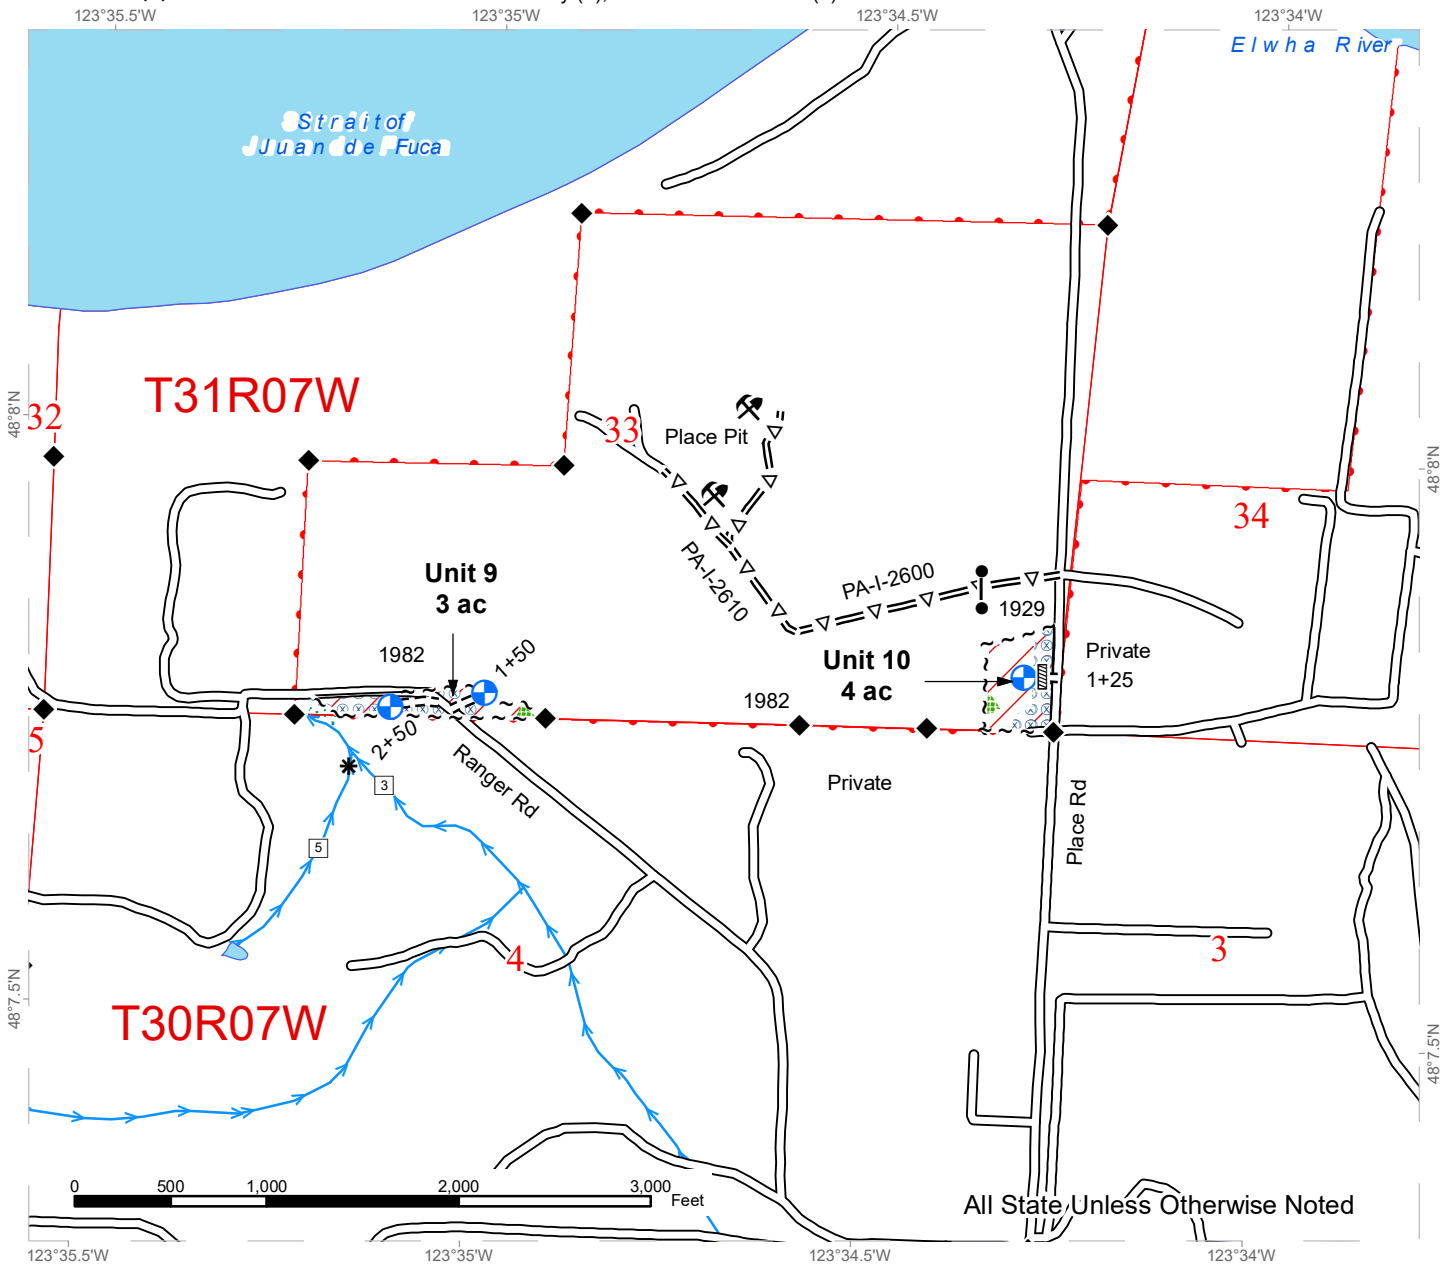 123°35.5'W
123°35'W
123°34.5'W
123°34'W
Elwha River
Strait of
Juan de Fuca
T31R07W
32
48°8'N
33
Place Pit
48°8'N
34
Unit 9
3 ac
PA-I-2610
PA-I-2600
1929
1982
1+50
Unit 10
4 ac
Private
1+25
1982
5
2+50
Ranger Rd
3
Private
Place Rd
5
4
3
48°7.5'N
T30R07W
48°7.5'N
0
500
1,000
2,000
3,000
Feet
All State Unless Otherwise Noted
123°35.5'W
123°35'W
123°34.5'W
123°34'W